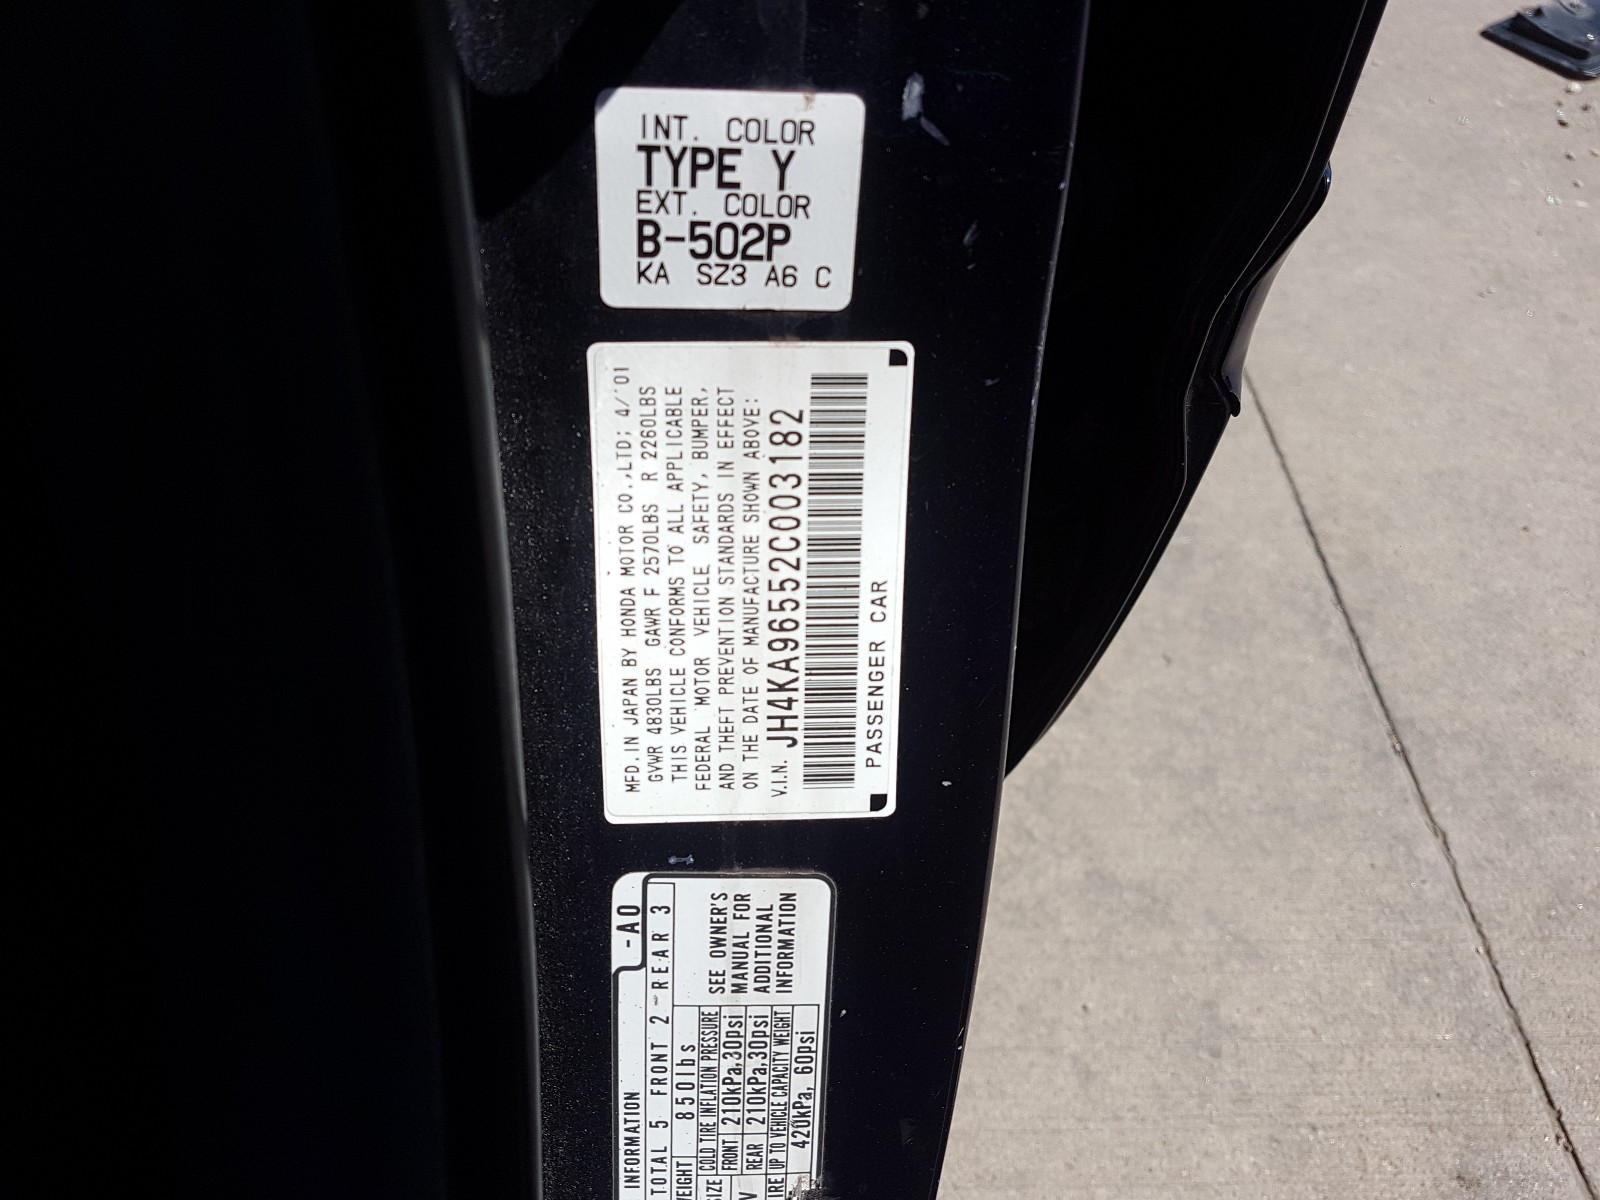 INT. COLOR
TYPE Y
EXT. COLOR
B-502P
KA SZ3 A6 C
MFD.IN JAPAN BY HONDA MOTOR CO.,LTD; 4/'01
GVWR 4830LBS GAWR F 2570LBS R 2260LBS
THIS VEHICLE CONFORMS TO ALL APPLICABLE
FEDERAL MOTOR VEHICLE SAFETY, BUMPER,
AND THEFT PREVENTION STANDARDS IN EFFECT
ON THE DATE OF MANUFACTURE SHOWN ABOVE:
V.I.N. JH4KA96552C003182
PASSENGER CAR
INFORMATION -A0
TOTAL 5 FRONT 2 REAR 3
EIGHT 850lbs
SIZE COLD TIRE INFLATION PRESSURE
FRONT 210kPa,30psi
V REAR 210kPa,30psi
IRE UP TO VEHICLE CAPACITY WEIGHT
420kPa, 60psi
SEE OWNER'S
MANUAL FOR
ADDITIONAL
INFORMATION